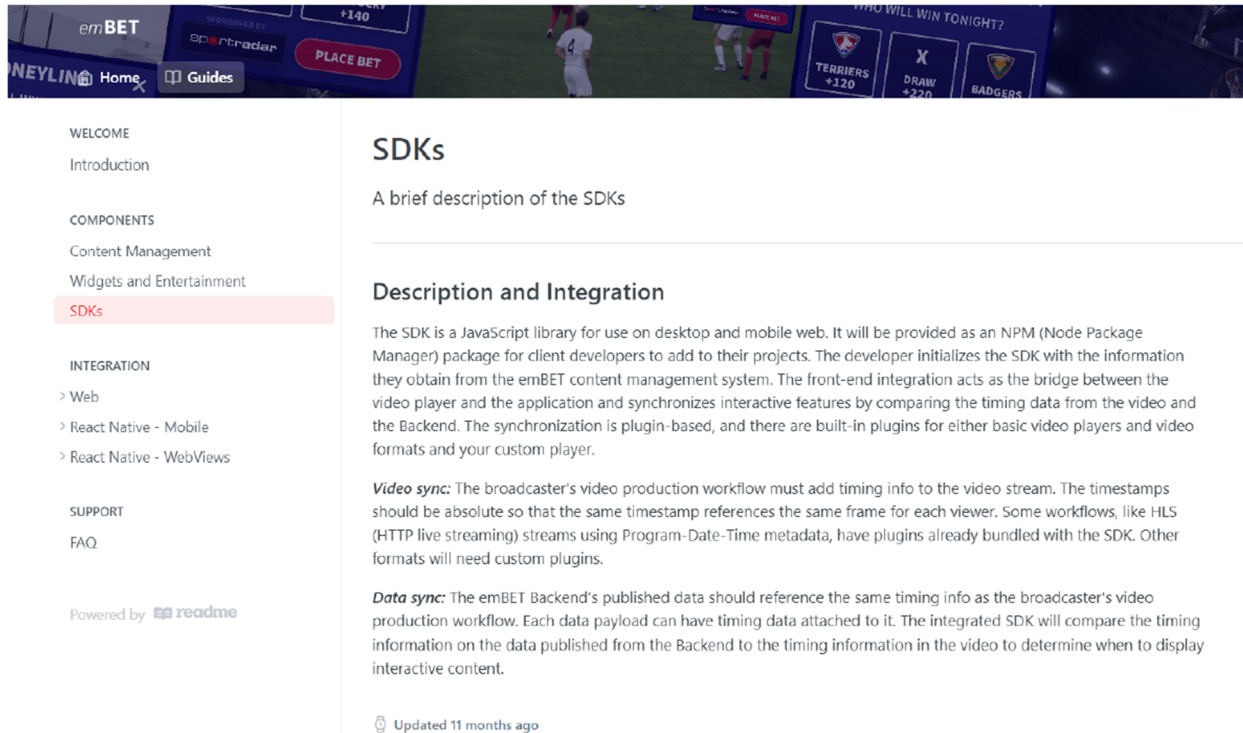 emBET
+140
SPONSORED BY
sportradar
PLACE BET
PLACE BET
WHO WILL WIN TONIGHT?
TERRIERS
+120
X
DRAW
+220
BADGERS
Home
Guides
WELCOME
Introduction
COMPONENTS
Content Management
Widgets and Entertainment
SDKs
INTEGRATION
Web
React Native - Mobile
React Native - WebViews
SUPPORT
FAQ
Powered by readme
SDKs
A brief description of the SDKs
Description and Integration
The SDK is a JavaScript library for use on desktop and mobile web. It will be provided as an NPM (Node Package
Manager) package for client developers to add to their projects. The developer initializes the SDK with the information
they obtain from the emBET content management system. The front-end integration acts as the bridge between the
video player and the application and synchronizes interactive features by comparing the timing data from the video and
the Backend. The synchronization is plugin-based, and there are built-in plugins for either basic video players and video
formats and your custom player.
Video sync: The broadcaster's video production workflow must add timing info to the video stream. The timestamps
should be absolute so that the same timestamp references the same frame for each viewer. Some workflows, like HLS
(HTTP live streaming) streams using Program-Date-Time metadata, have plugins already bundled with the SDK. Other
formats will need custom plugins.
Data sync: The emBET Backend's published data should reference the same timing info as the broadcaster's video
production workflow. Each data payload can have timing data attached to it. The integrated SDK will compare the timing
information on the data published from the Backend to the timing information in the video to determine when to display
interactive content.
Updated 11 months ago